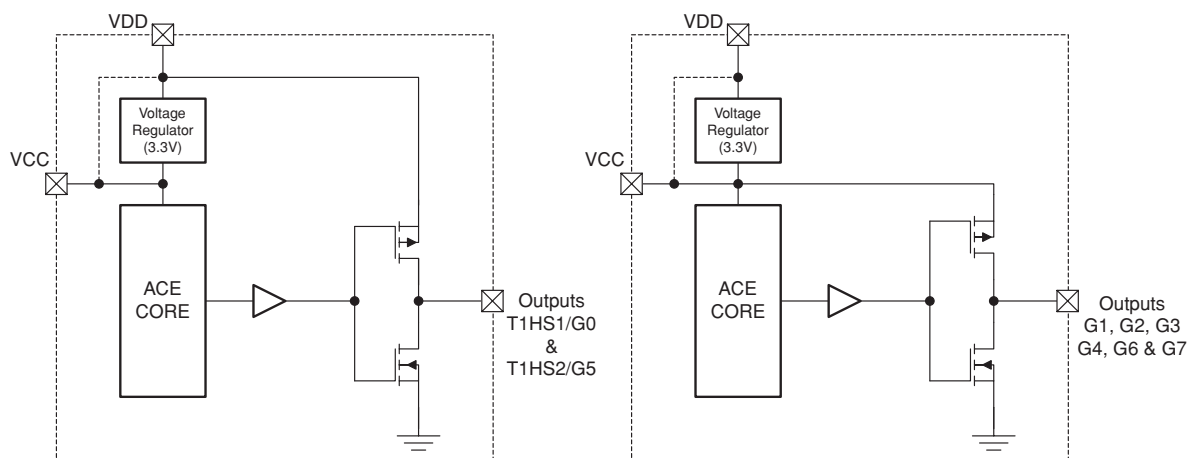 VDD
Voltage
Regulator
(3.3V)
VCC
ACE
CORE
Outputs
T1HS1/G0
&
T1HS2/G5
VDD
Voltage
Regulator
(3.3V)
VCC
ACE
CORE
Outputs
G1, G2, G3
G4, G6 & G7